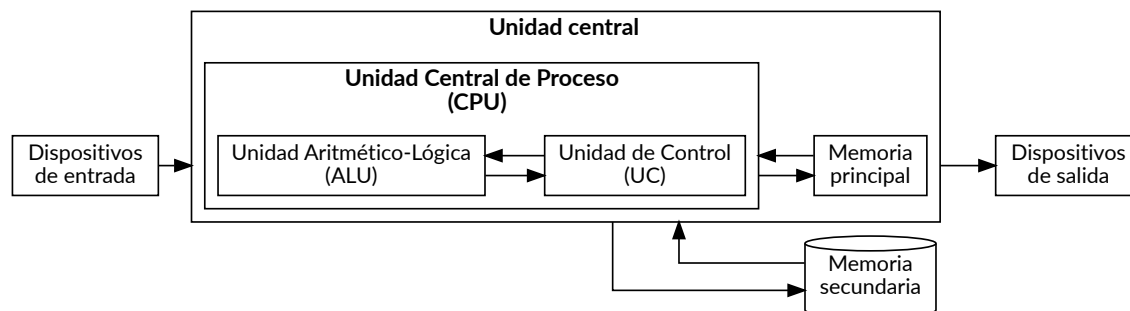 Unidad central
Unidad Central de Proceso
(CPU)
Dispositivos
de entrada
Unidad Aritmético-Lógica
(ALU)
Unidad de Control
(UC)
Memoria
principal
Dispositivos
de salida
Memoria
secundaria